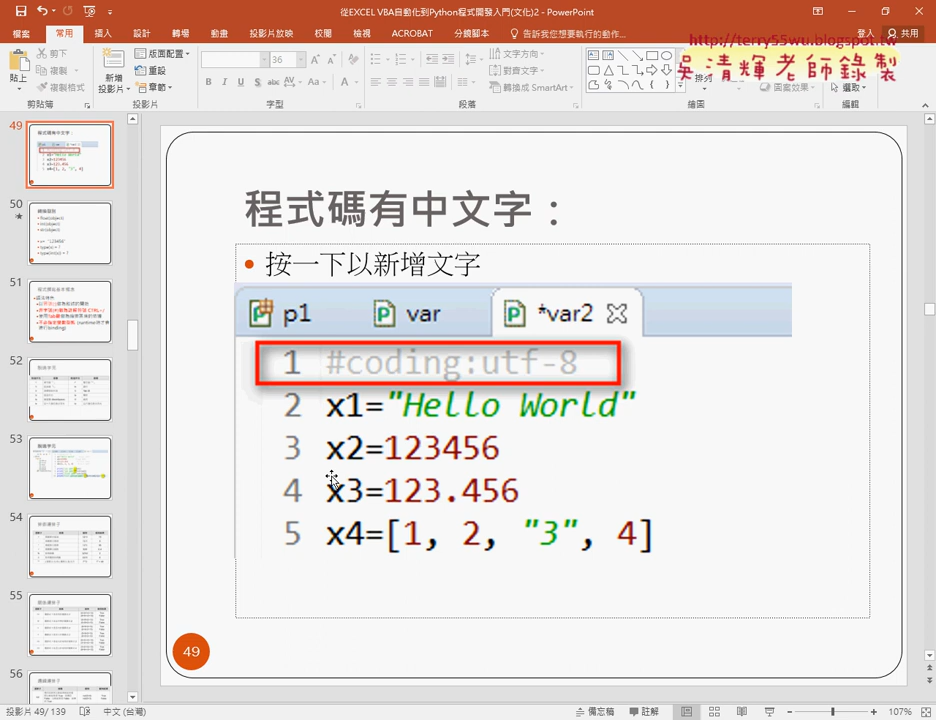 從EXCEL VBA自動化到Python程式開發入門(文化)2 - PowerPoint
檔案 常用 插入 設計 轉場 動畫 投影片放映 校閱 檢視 ACROBAT 分鏡腳本 告訴我您想要執行的動作... 登入 共用
http://terry55wu.blogspot.tw
吳清輝老師錄製
貼上 剪下 複製 複製格式
新增投影片 版面配置 重設 章節
36
文字方向 對齊文字 轉換成 SmartArt
排列 圖案效果 選取
剪貼簿 投影片 字型 段落 繪圖 編輯
49
50
51
52
53
54
55
56
程式碼有中文字：
按一下以新增文字
p1 var *var2
1 #coding:utf-8
2 x1="Hello World"
3 x2=123456
4 x3=123.456
5 x4=[1, 2, "3", 4]
49
投影片 49/139 中文 (台灣) 備忘稿 註解 107%